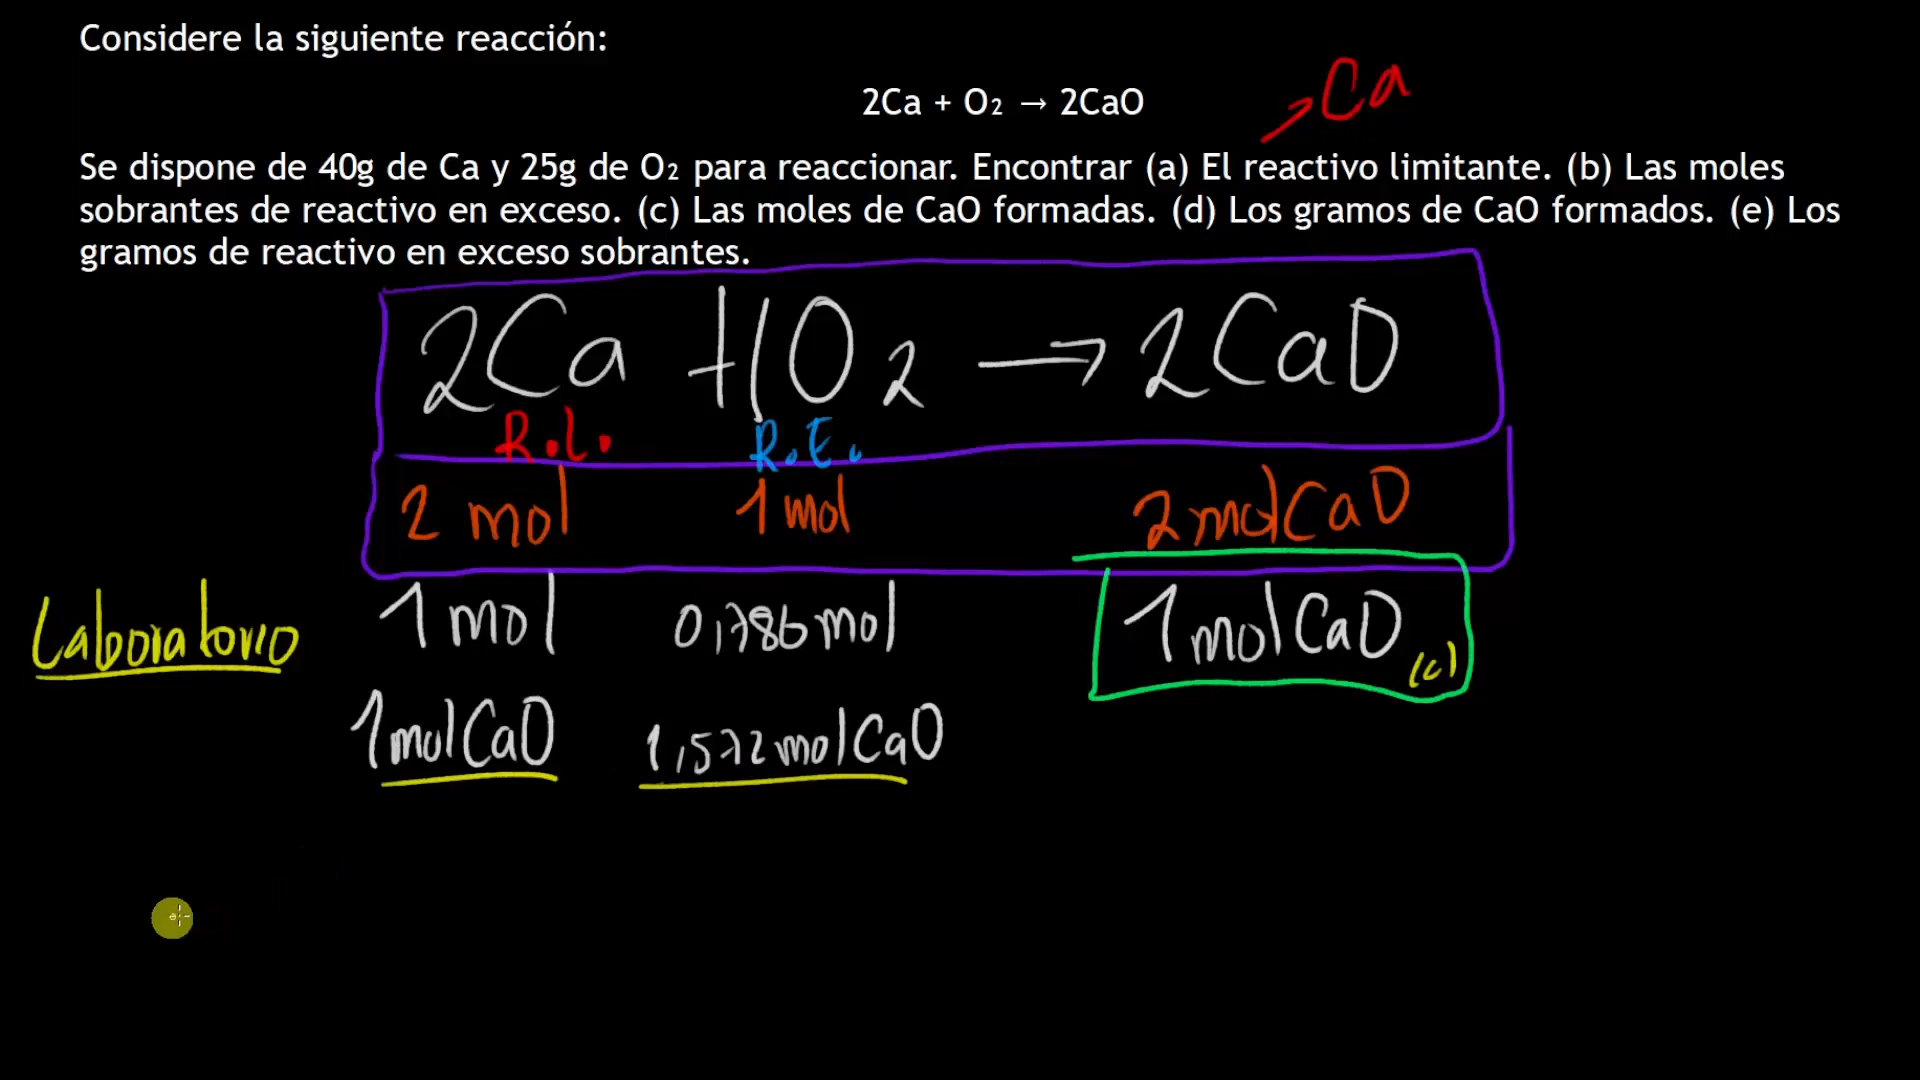 Considere la siguiente reacción:
2Ca + O₂ → 2CaO
Ca
Se dispone de 40g de Ca y 25g de O₂ para reaccionar. Encontrar (a) El reactivo limitante. (b) Las moles
sobrantes de reactivo en exceso. (c) Las moles de CaO formadas. (d) Los gramos de CaO formados. (e) Los
gramos de reactivo en exceso sobrantes.
2Ca + 1O₂ → 2CaO
R.L. R.E.
2 mol 1 mol 2 mol CaO
Laboratorio 1 mol 0,786 mol 1 mol CaO (c)
1 mol CaO 1,572 mol CaO